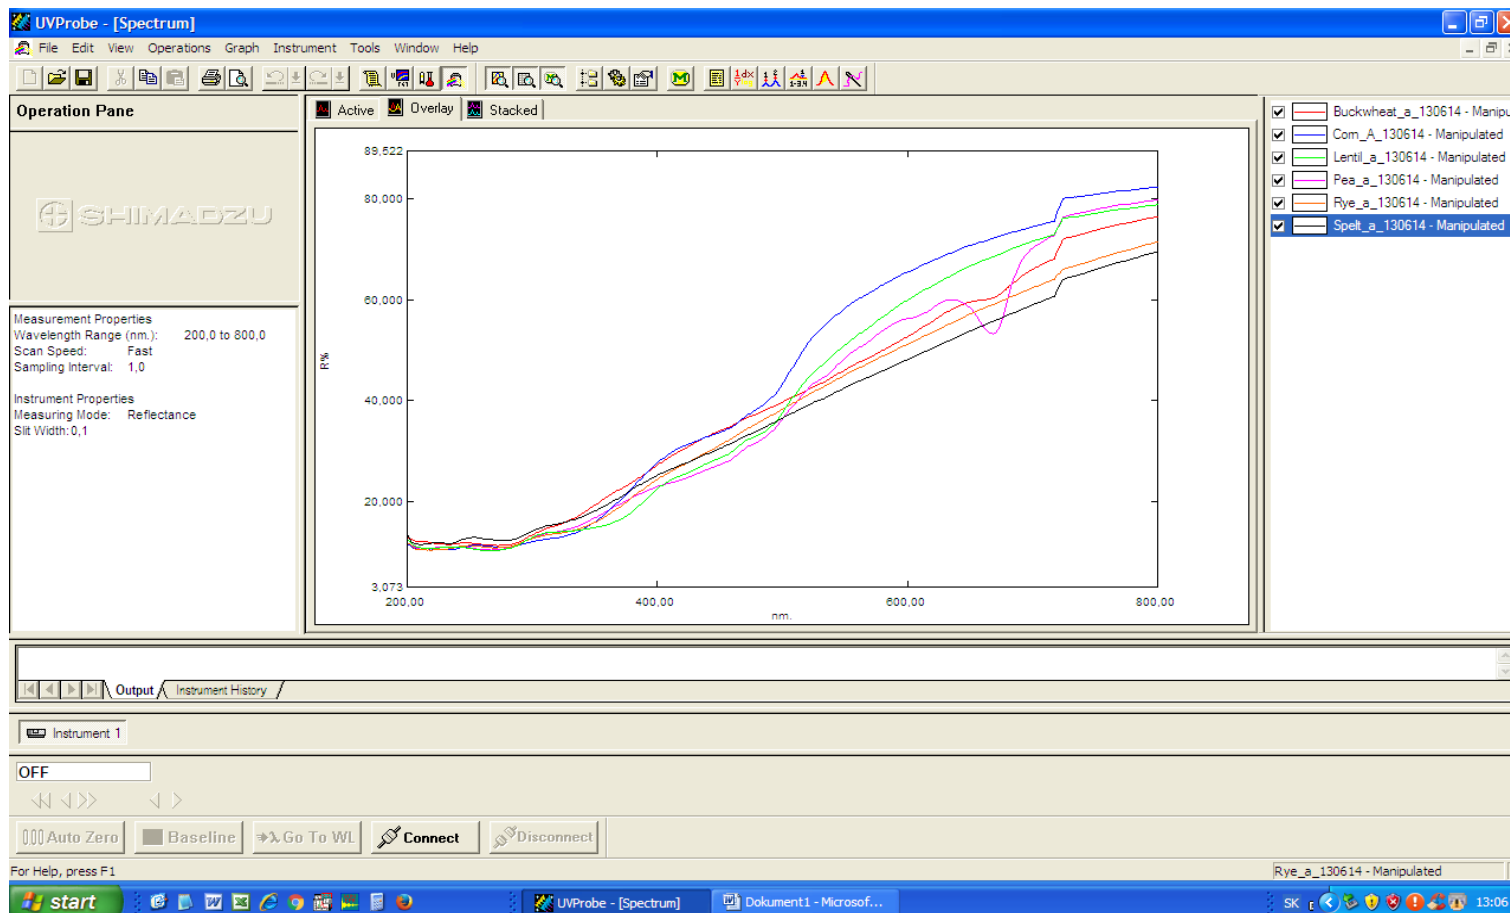 UVProbe - [Spectrum]
File Edit View Operations Graph Instrument Tools Window Help
Operation Pane
SHIMADZU
Measurement Properties
Wavelength Range (nm.): 200,0 to 800,0
Scan Speed: Fast
Sampling Interval: 1,0
Instrument Properties
Measuring Mode: Reflectance
Slit Width: 0,1
Active Overlay Stacked
89,522
80,000
60,000
R%
40,000
20,000
3,073
200,00 400,00 600,00 800,00
nm.
Buckwheat_a_130614 - Manipu
Corn_A_130614 - Manipulated
Lentil_a_130614 - Manipulated
Pea_a_130614 - Manipulated
Rye_a_130614 - Manipulated
Spelt_a_130614 - Manipulated
Output Instrument History
Instrument 1
OFF
Auto Zero Baseline Go To WL Connect Disconnect
For Help, press F1 Rye_a_130614 - Manipulated
start UVProbe - [Spectrum] Dokument1 - Microsof... SK 13:06